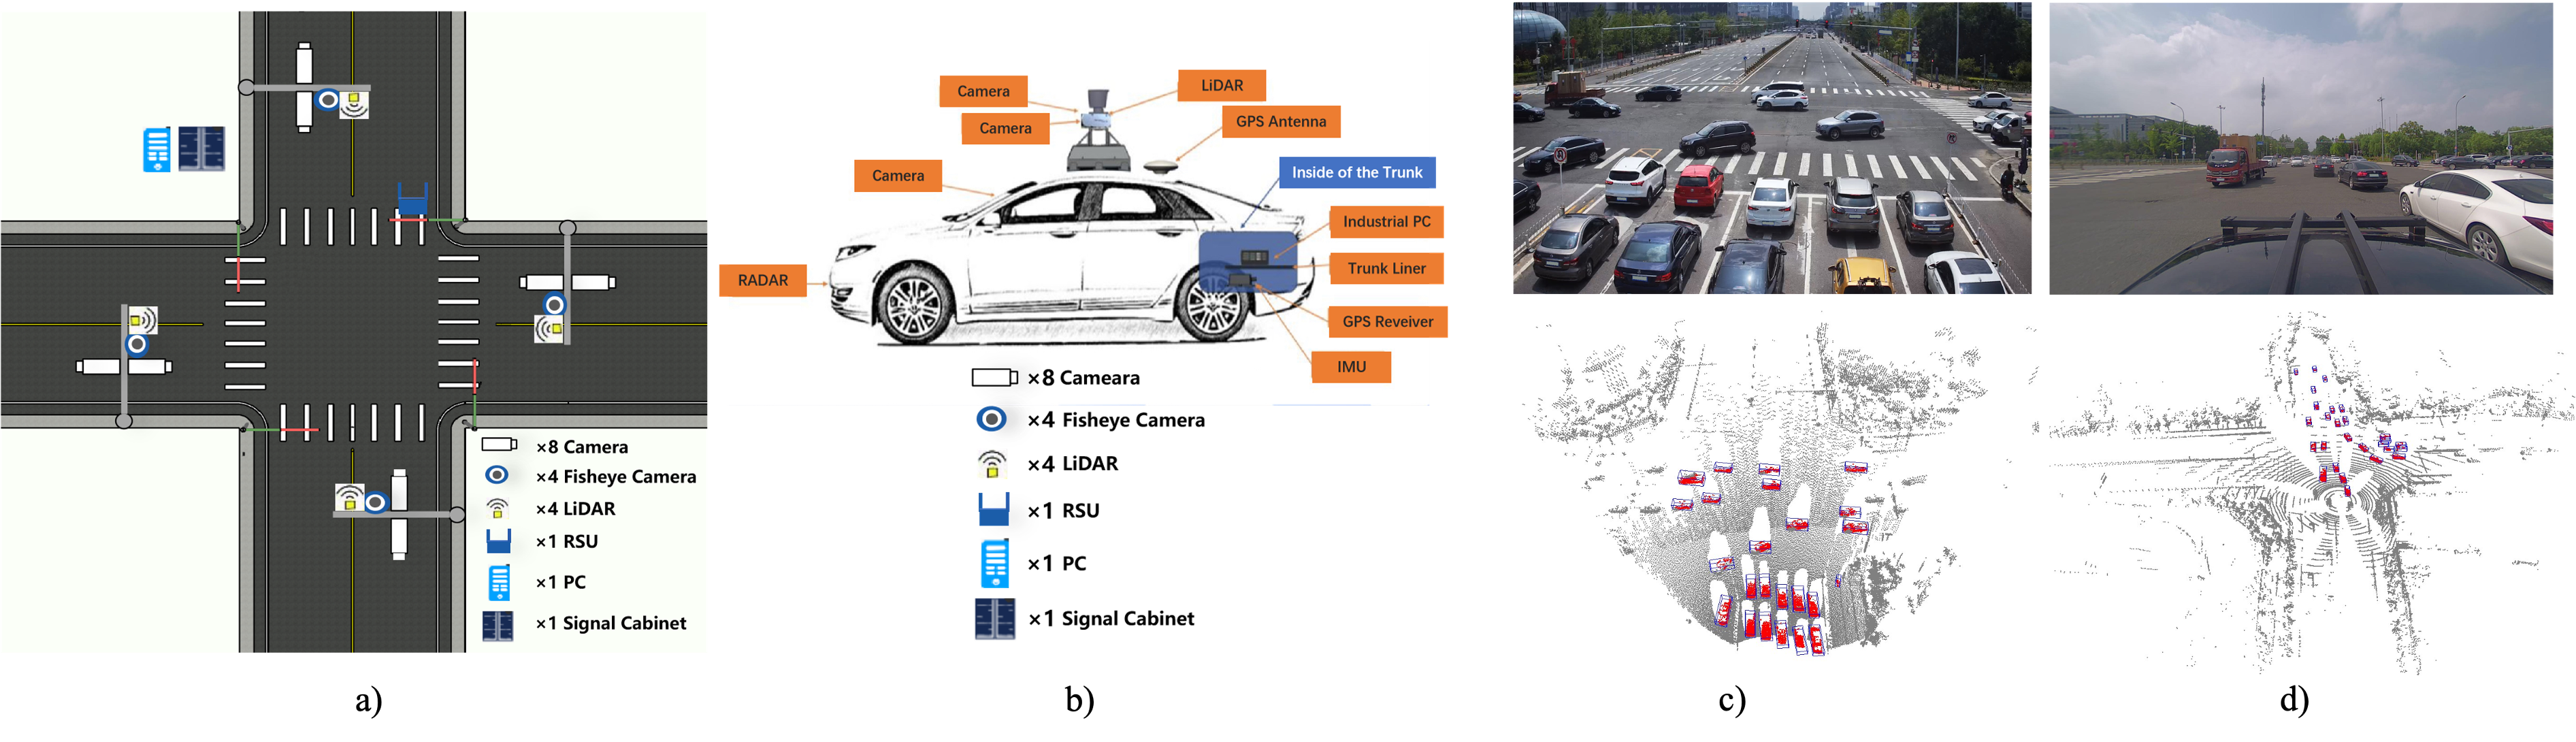 ×8 Camera
×4 Fisheye Camera
×4 LiDAR
×1 RSU
×1 PC
×1 Signal Cabinet
a)
Camera
LiDAR
Camera
GPS Antenna
Camera
Inside of the Trunk
Industrial PC
RADAR
Trunk Liner
GPS Reveiver
IMU
×8 Cameara
×4 Fisheye Camera
×4 LiDAR
×1 RSU
×1 PC
×1 Signal Cabinet
b)
c)
d)